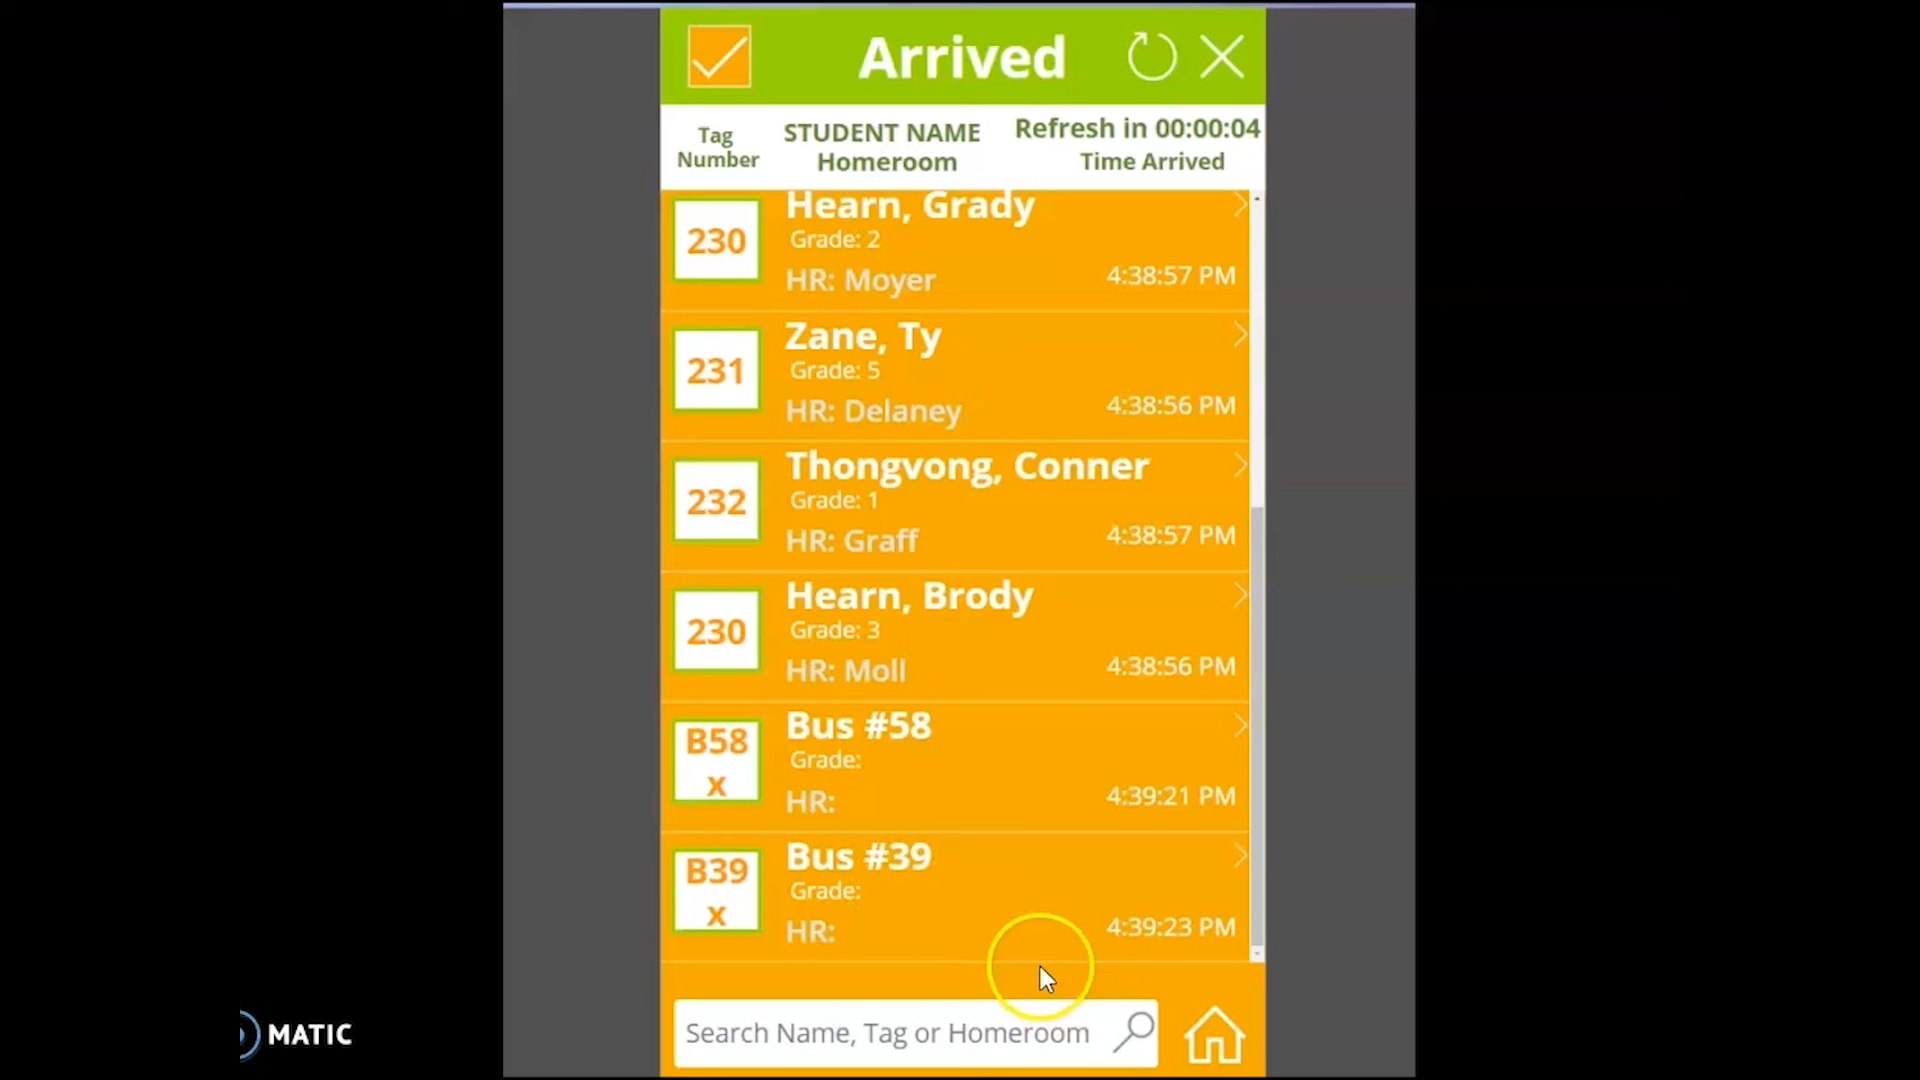 Arrived
Tag Number
STUDENT NAME
Homeroom
Refresh in 00:00:04
Time Arrived
230
Hearn, Grady
Grade: 2
HR: Moyer
4:38:57 PM
231
Zane, Ty
Grade: 5
HR: Delaney
4:38:56 PM
232
Thongvong, Conner
Grade: 1
HR: Graff
4:38:57 PM
230
Hearn, Brody
Grade: 3
HR: Moll
4:38:56 PM
B58
x
Bus #58
Grade:
HR:
4:39:21 PM
B39
x
Bus #39
Grade:
HR:
4:39:23 PM
Search Name, Tag or Homeroom
MATIC